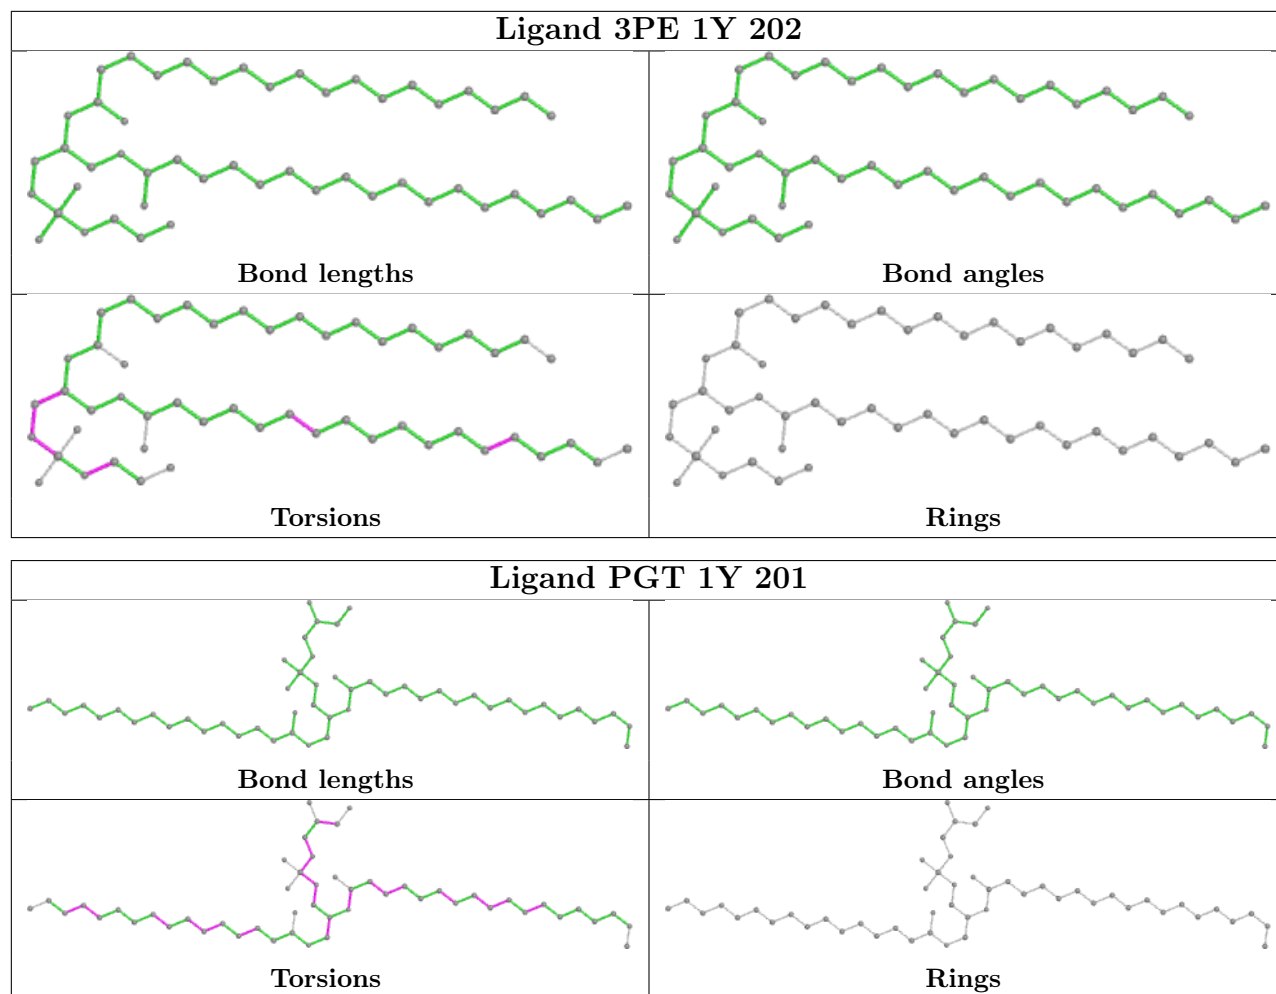 Ligand 3PE 1Y 202
Bond lengths
Bond angles
Torsions
Rings
Ligand PGT 1Y 201
Bond lengths
Bond angles
Torsions
Rings